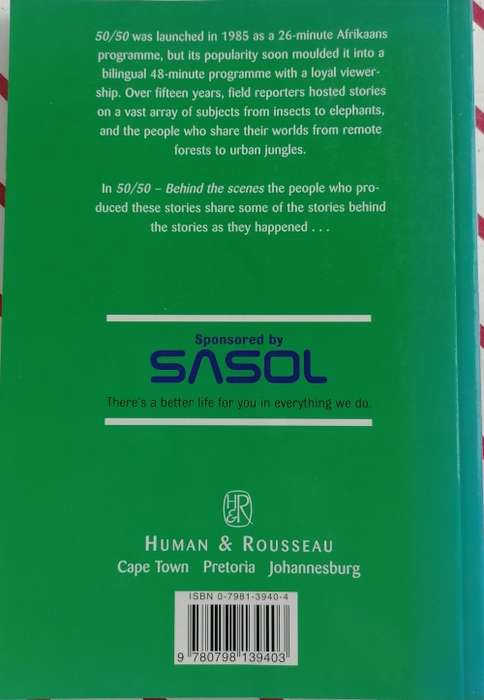 50/50 was launched in 1985 as a 26-minute Afrikaans
programme, but its popularity soon moulded it into a
bilingual 48-minute programme with a loyal viewer-
ship. Over fifteen years, field reporters hosted stories
on a vast array of subjects from insects to elephants,
and the people who share their worlds from remote
forests to urban jungles.
In 50/50 – Behind the scenes the people who pro-
duced these stories share some of the stories behind
the stories as they happened . . .
Sponsored by
SASOL
There's a better life for you in everything we do.
H&R
HUMAN & ROUSSEAU
Cape Town Pretoria Johannesburg
ISBN 0-7981-3940-4
9 780798 139403